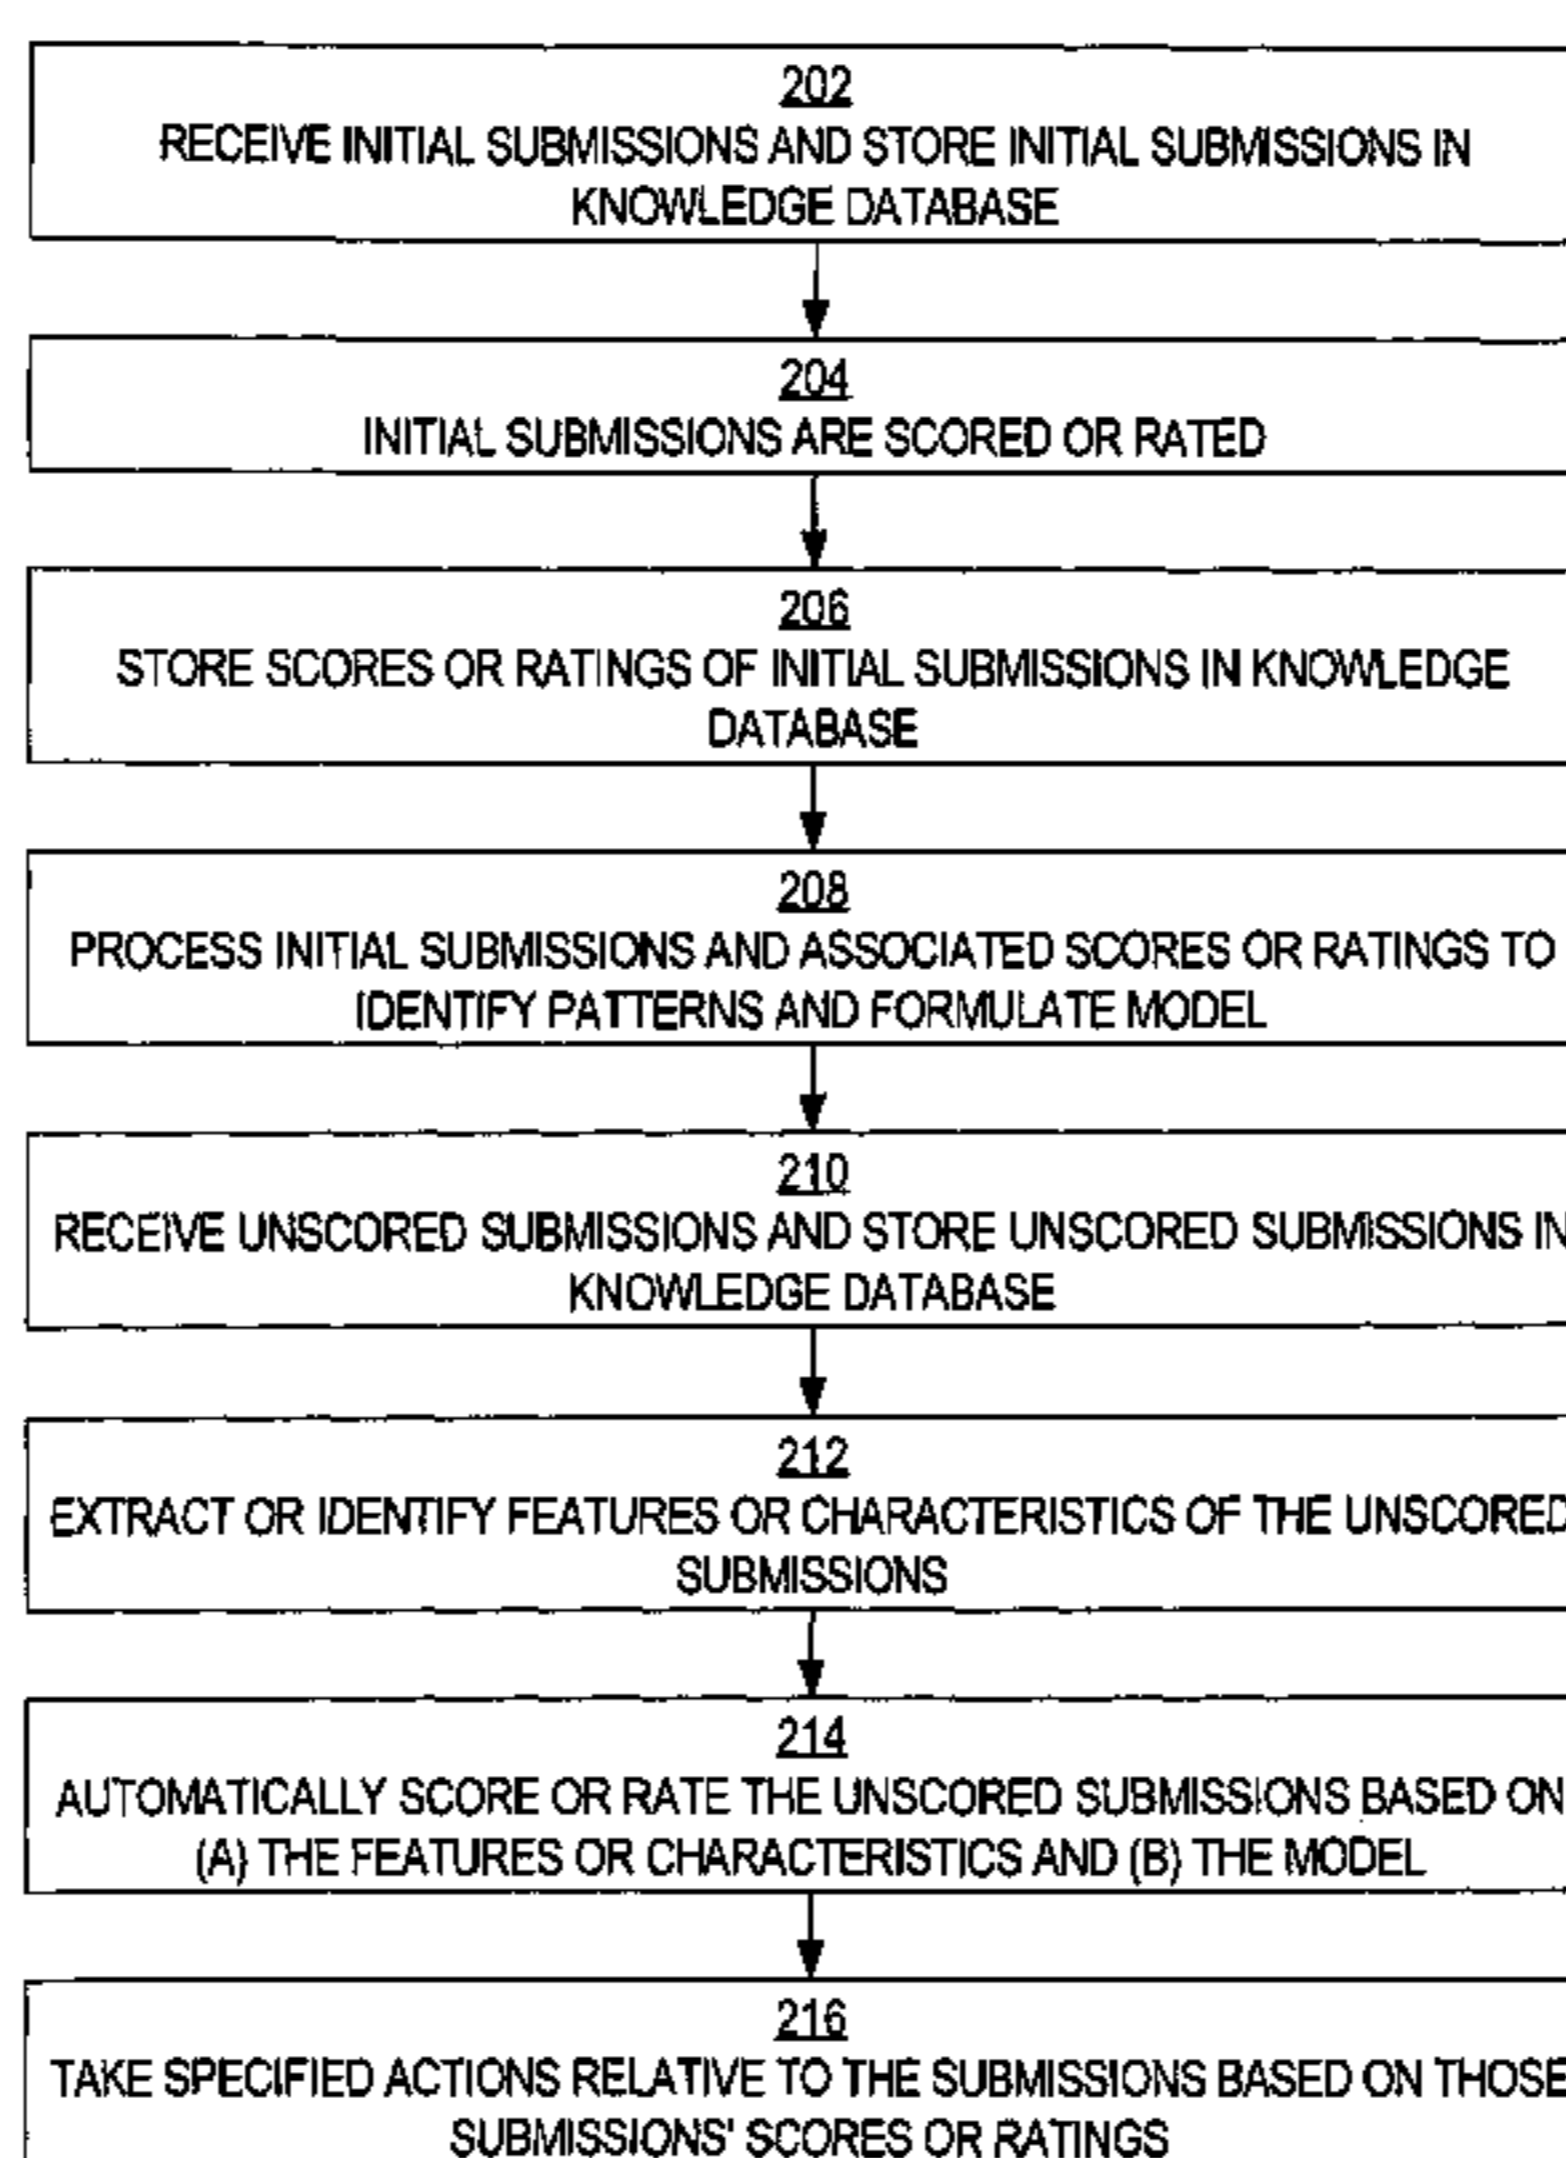 202
RECEIVE INITIAL SUBMISSIONS AND STORE INITIAL SUBMISSIONS IN
KNOWLEDGE DATABASE
204
INITIAL SUBMISSIONS ARE SCORED OR RATED
206
STORE SCORES OR RATINGS OF INITIAL SUBMISSIONS IN KNOWLEDGE
DATABASE
208
PROCESS INITIAL SUBMISSIONS AND ASSOCIATED SCORES OR RATINGS TO
IDENTIFY PATTERNS AND FORMULATE MODEL
210
RECEIVE UNSCORED SUBMISSIONS AND STORE UNSCORED SUBMISSIONS IN
KNOWLEDGE DATABASE
212
EXTRACT OR IDENTIFY FEATURES OR CHARACTERISTICS OF THE UNSCORED
SUBMISSIONS
214
AUTOMATICALLY SCORE OR RATE THE UNSCORED SUBMISSIONS BASED ON
(A) THE FEATURES OR CHARACTERISTICS AND (B) THE MODEL
216
TAKE SPECIFIED ACTIONS RELATIVE TO THE SUBMISSIONS BASED ON THOSE
SUBMISSIONS' SCORES OR RATINGS